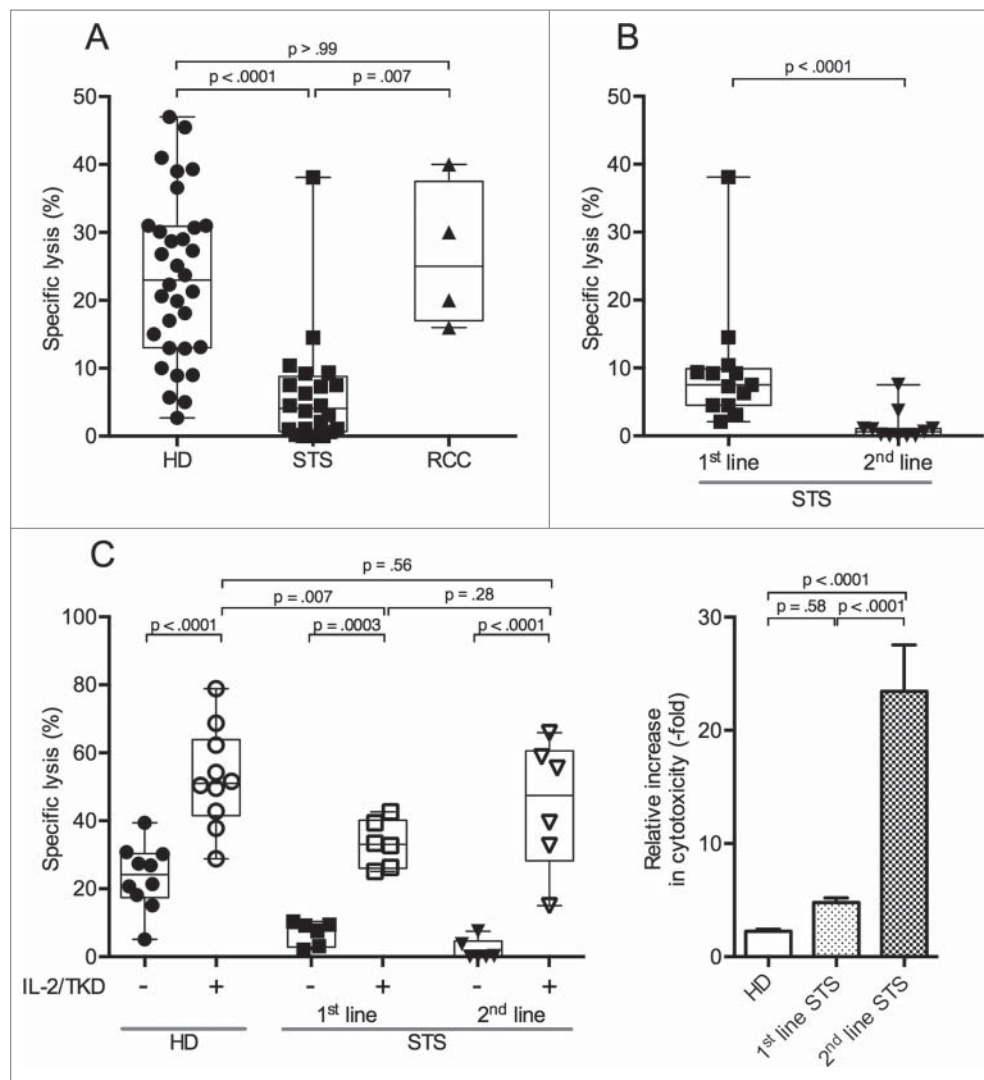 A
p > .99
p < .0001 p = .007
Specific lysis (%)
50
40
30
20
10
0
HD STS RCC
B
p < .0001
Specific lysis (%)
50
40
30
20
10
0
1st line 2nd line
STS
C
p = .56
p = .007 p = .28
p < .0001 p = .0003 p < .0001
Specific lysis (%)
100
80
60
40
20
0
IL-2/TKD - + - + - +
1st line 2nd line
HD STS
p < .0001
p = .58 p < .0001
Relative increase
in cytotoxicity (-fold)
30
20
10
0
HD
1st line STS
2nd line STS